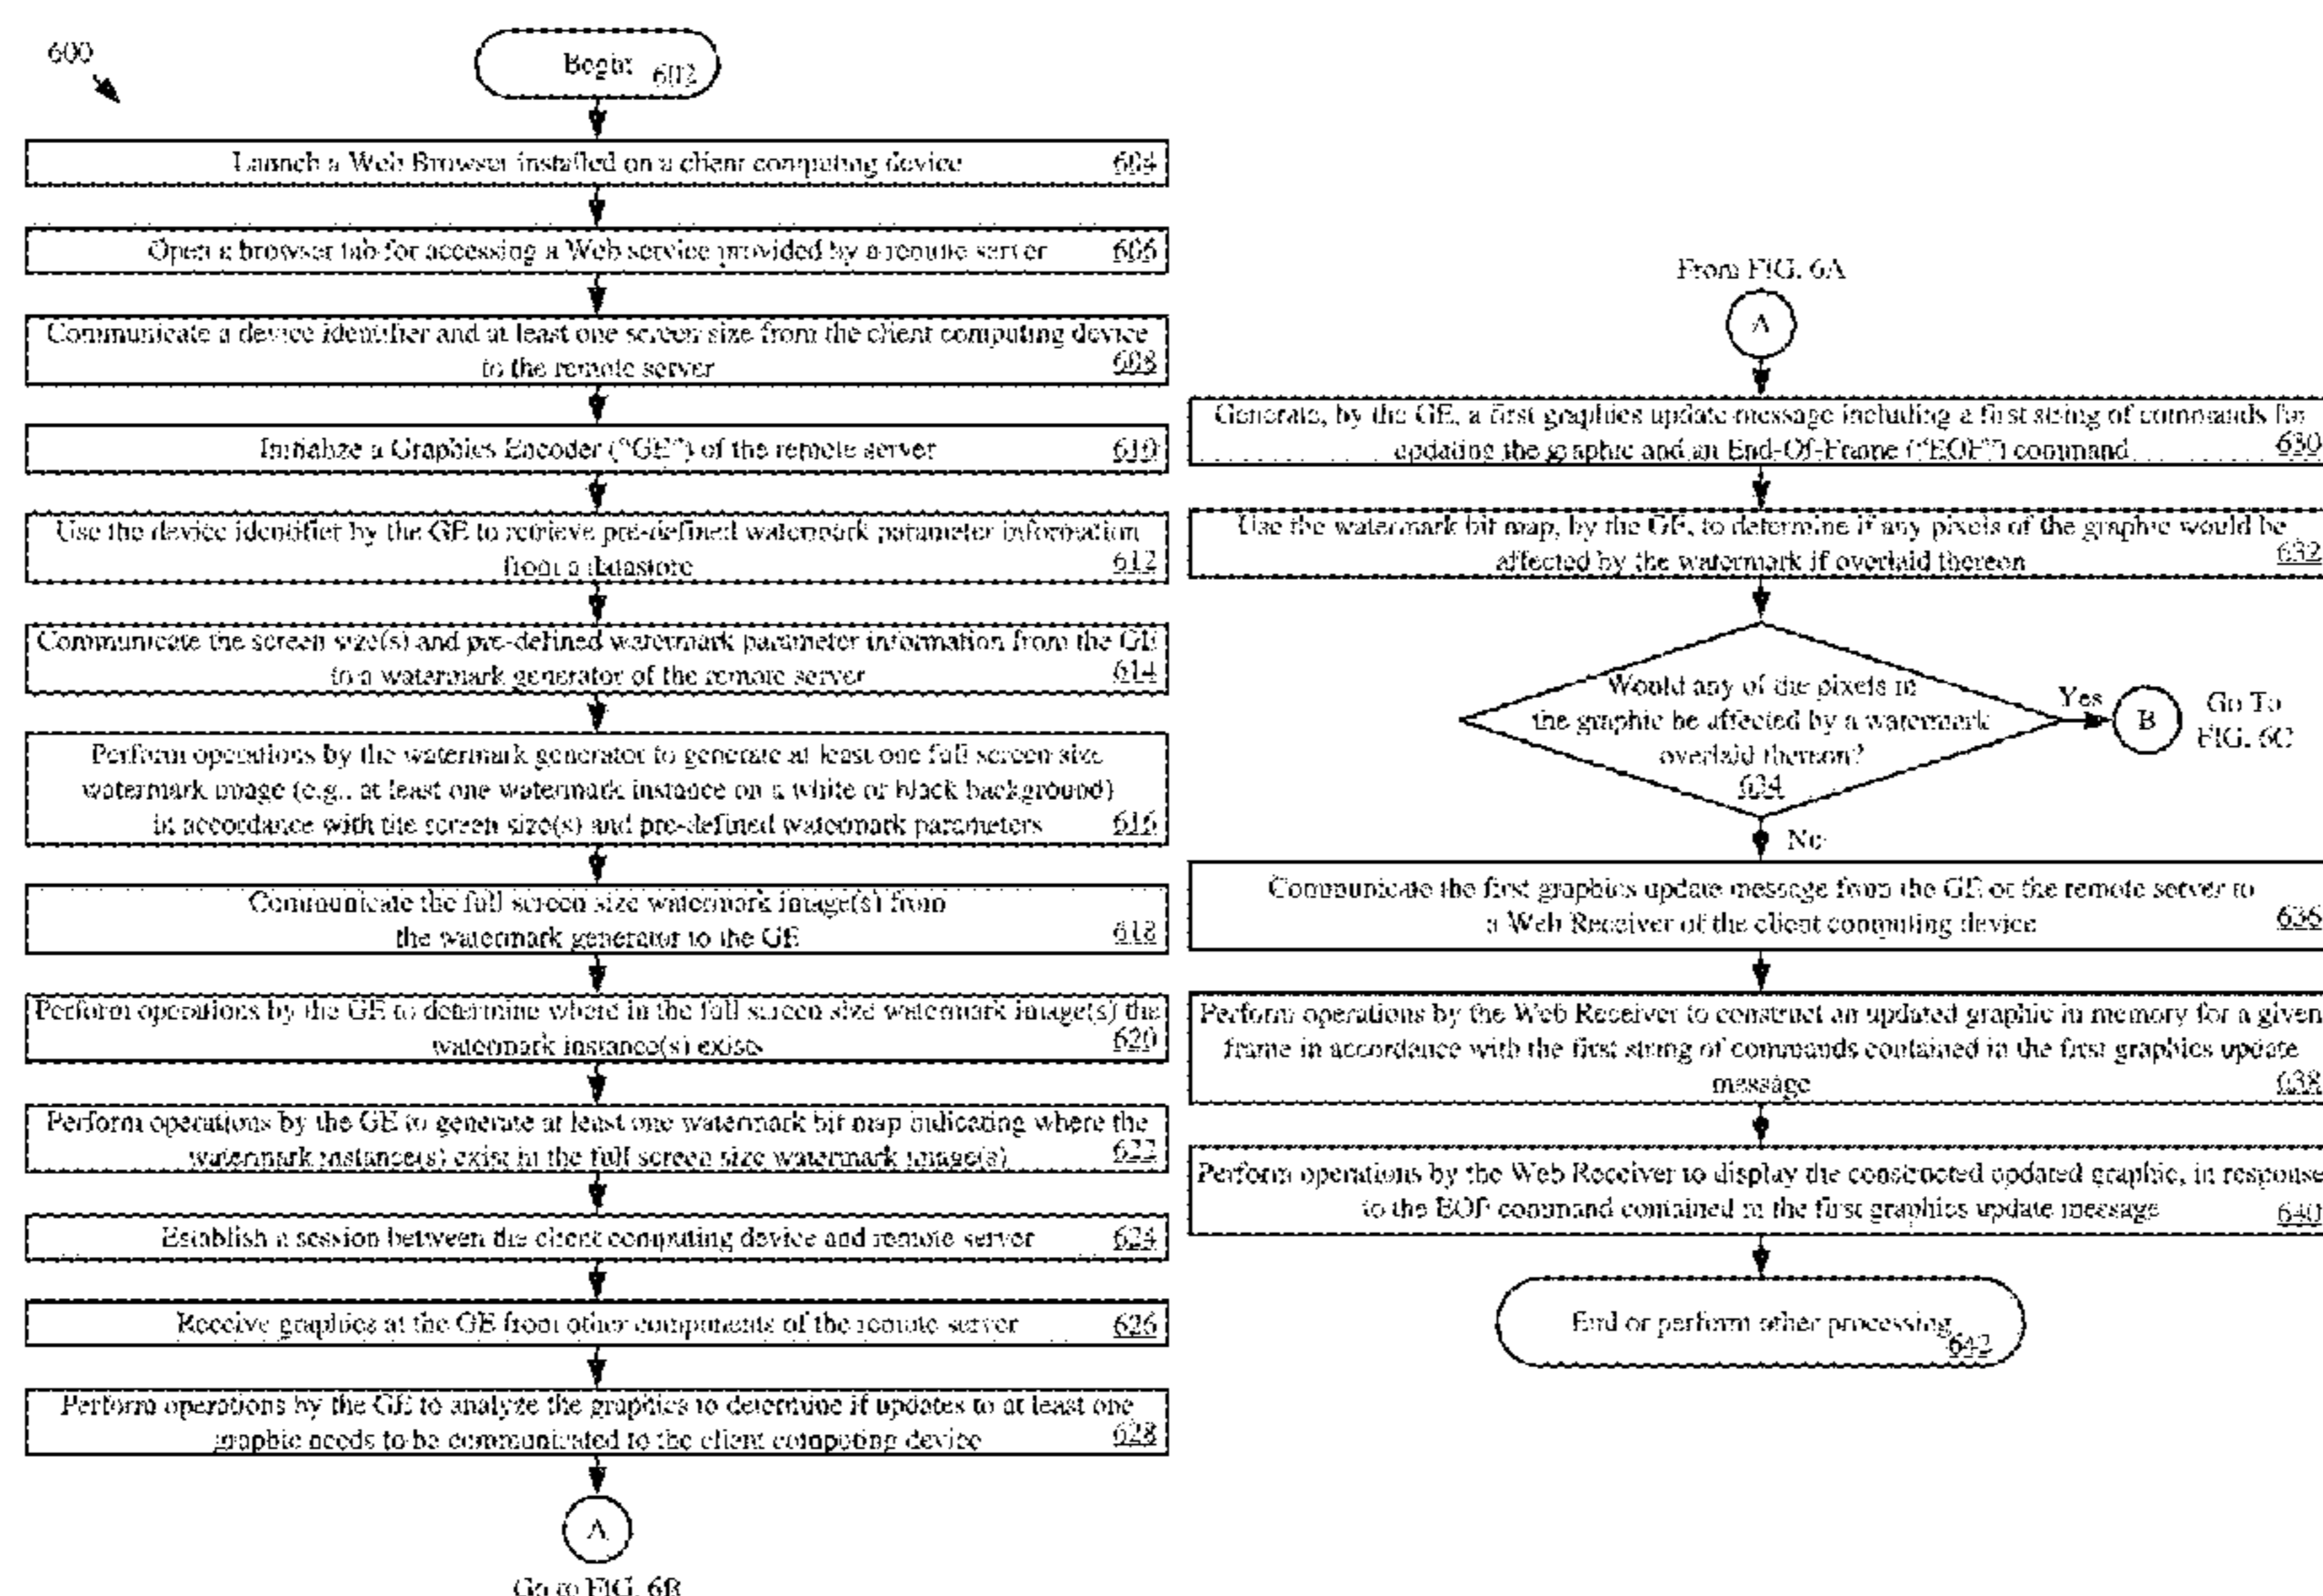 600
Begin 602
Launch a Web Browser installed on a client computing device 604
Open a browser tab for accessing a Web service provided by a remote server 606
Communicate a device identifier and at least one screen size from the client computing device
to the remote server 608
Initialize a Graphics Encoder ("GE") of the remote server 610
Use the device identifier by the GE to retrieve pre-defined watermark parameter information
from a datastore 612
Communicate the screen size(s) and pre-defined watermark parameter information from the GE
to a watermark generator of the remote server 614
Perform operations by the watermark generator to generate at least one full screen size
watermark image (e.g., at least one watermark instance on a white or black background)
in accordance with the screen size(s) and pre-defined watermark parameters 616
Communicate the full screen size watermark image(s) from
the watermark generator to the GE 618
Perform operations by the GE to determine where in the full screen size watermark image(s) the
watermark instance(s) exists 620
Perform operations by the GE to generate at least one watermark bit map indicating where the
watermark instance(s) exist in the full screen size watermark image(s) 622
Establish a session between the client computing device and remote server 624
Receive graphics at the GE from other components of the remote server 626
Perform operations by the GE to analyze the graphics to determine if updates to at least one
graphic needs to be communicated to the client computing device 628
A
Go to FIG. 6B
From FIG. 6A
A
Generate, by the GE, a first graphics update message including a first string of commands for
updating the graphic and an End-Of-Frame ("EOF") command 630
Use the watermark bit map, by the GE, to determine if any pixels of the graphic would be
affected by the watermark if overlaid thereon 632
Would any of the pixels in
the graphic be affected by a watermark
overlaid thereon?
634
Yes
B
Go To
FIG. 6C
No
Communicate the first graphics update message from the GE of the remote server to
a Web Receiver of the client computing device 636
Perform operations by the Web Receiver to construct an updated graphic in memory for a given
frame in accordance with the first string of commands contained in the first graphics update
message 638
Perform operations by the Web Receiver to display the constructed updated graphic, in response
to the EOF command contained in the first graphics update message 640
End or perform other processing 642